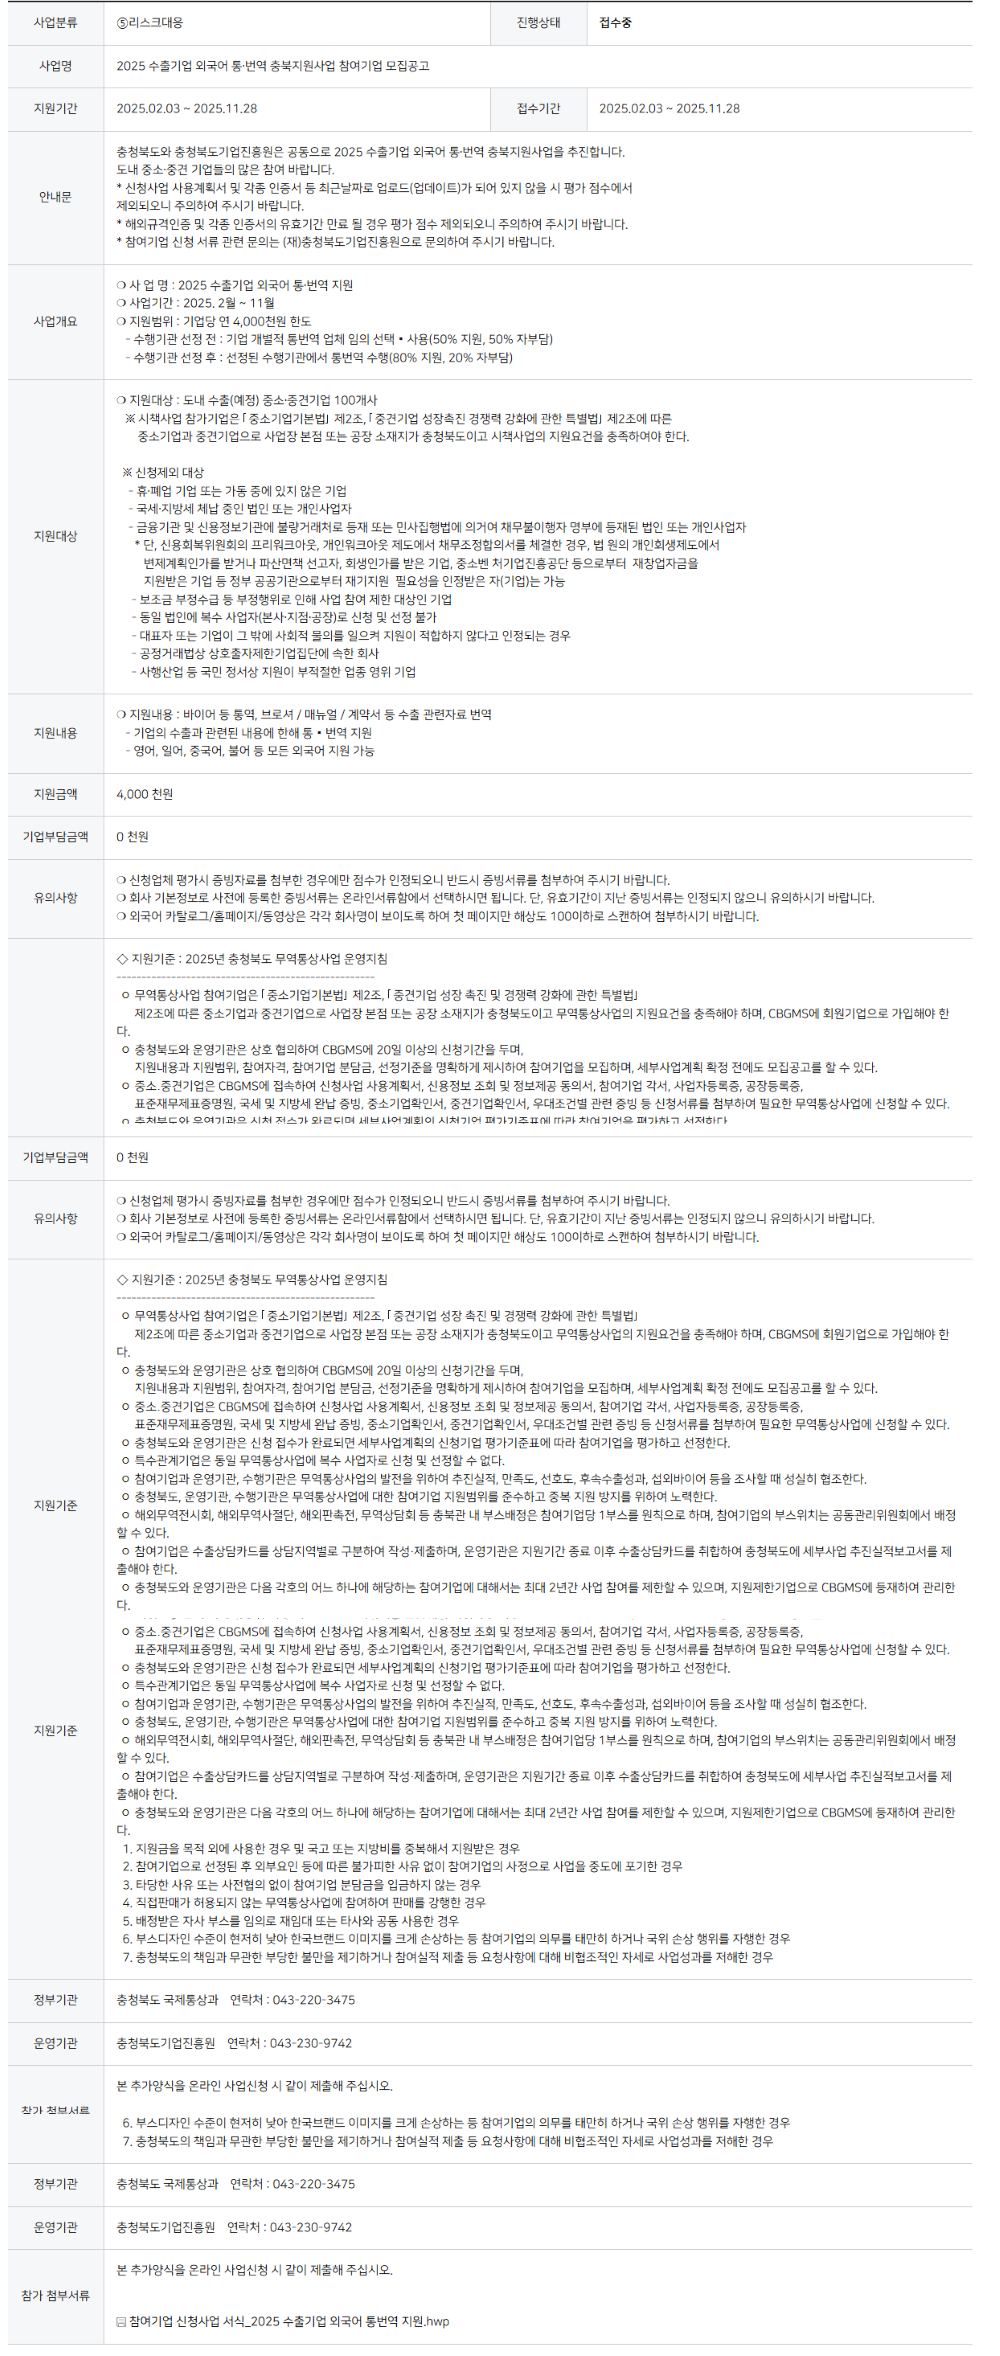 사업분류 ⑤리스크대응 진행상태 접수중
사업명 2025 수출기업 외국어 통·번역 충북지원사업 참여기업 모집공고
지원기간 2025.02.03 ~ 2025.11.28 접수기간 2025.02.03 ~ 2025.11.28
안내문
충청북도와 충청북도기업진흥원은 공동으로 2025 수출기업 외국어 통·번역 충북지원사업을 추진합니다.
도내 중소·중견 기업들의 많은 참여 바랍니다.
* 신청사업 사용계획서 및 각종 인증서 등 최근날짜로 업로드(업데이트)가 되어 있지 않을 시 평가 점수에서
제외되오니 주의하여 주시기 바랍니다.
* 해외규격인증 및 각종 인증서의 유효기간 만료 될 경우 평가 점수 제외되오니 주의하여 주시기 바랍니다.
* 참여기업 신청 서류 관련 문의는 (재)충청북도기업진흥원으로 문의하여 주시기 바랍니다.
사업개요
❍ 사 업 명 : 2025 수출기업 외국어 통·번역 지원
❍ 사업기간 : 2025. 2월 ~ 11월
❍ 지원범위 : 기업당 연 4,000천원 한도
- 수행기관 선정 전 : 기업 개별적 통번역 업체 임의 선택▪사용(50% 지원, 50% 자부담)
- 수행기관 선정 후 : 선정된 수행기관에서 통번역 수행(80% 지원, 20% 자부담)
지원대상
❍ 지원대상 : 도내 수출(예정) 중소·중견기업 100개사
※ 시책사업 참가기업은 ｢중소기업기본법｣ 제2조, ｢중견기업 성장촉진 경쟁력 강화에 관한 특별법｣ 제2조에 따른
중소기업과 중견기업으로 사업장 본점 또는 공장 소재지가 충청북도이고 시책사업의 지원요건을 충족하여야 한다.
※ 신청제외 대상
- 휴·폐업 기업 또는 가동 중에 있지 않은 기업
- 국세·지방세 체납 중인 법인 또는 개인사업자
- 금융기관 및 신용정보기관에 불량거래처로 등재 또는 민사집행법에 의거하여 채무불이행자 명부에 등재된 법인 또는 개인사업자
* 단, 신용회복위원회의 프리워크아웃, 개인워크아웃 제도에서 채무조정합의서를 체결한 경우, 법 원의 개인회생제도에서
변제계획인가를 받거나 파산면책 선고자, 회생인가를 받은 기업, 중소벤 처기업진흥공단 등으로부터 재창업자금을
지원받은 기업 등 정부 공공기관으로부터 재기지원 필요성을 인정받은 자(기업)는 가능
- 보조금 부정수급 등 부정행위로 인해 사업 참여 제한 대상인 기업
- 동일 법인에 복수 사업자(본사·지점·공장)로 신청 및 선정 불가
- 대표자 또는 기업이 그 밖에 사회적 물의를 일으켜 지원이 적합하지 않다고 인정되는 경우
- 공정거래법상 상호출자제한기업집단에 속한 회사
- 사행산업 등 국민 정서상 지원이 부적절한 업종 영위 기업
지원내용
❍ 지원내용 : 바이어 등 통역, 브로셔 / 매뉴얼 / 계약서 등 수출 관련자료 번역
- 기업의 수출과 관련된 내용에 한해 통▪번역 지원
- 영어, 일어, 중국어, 불어 등 모든 외국어 지원 가능
지원금액 4,000 천원
기업부담금액 0 천원
유의사항
❍ 신청업체 평가시 증빙자료를 첨부한 경우에만 점수가 인정되오니 반드시 증빙서류를 첨부하여 주시기 바랍니다.
❍ 회사 기본정보로 사전에 등록한 증빙서류는 온라인서류함에서 선택하시면 됩니다. 단, 유효기간이 지난 증빙서류는 인정되지 않으니 유의하시기 바랍니다.
❍ 외국어 카탈로그/홈페이지/동영상은 각각 회사명이 보이도록 하여 첫 페이지만 해상도 100이하로 스캔하여 첨부하시기 바랍니다.
◇ 지원기준 : 2025년 충청북도 무역통상사업 운영지침
----------------------------------------------------
ㅇ 무역통상사업 참여기업은 ｢중소기업기본법｣ 제2조, ｢중견기업 성장 촉진 및 경쟁력 강화에 관한 특별법｣
제2조에 따른 중소기업과 중견기업으로 사업장 본점 또는 공장 소재지가 충청북도이고 무역통상사업의 지원요건을 충족해야 하며, CBGMS에 회원기업으로 가입해야 한
다.
ㅇ 충청북도와 운영기관은 상호 협의하여 CBGMS에 20일 이상의 신청기간을 두며,
지원내용과 지원범위, 참여자격, 참여기업 분담금, 선정기준을 명확하게 제시하여 참여기업을 모집하며, 세부사업계획 확정 전에도 모집공고를 할 수 있다.
ㅇ 중소.중견기업은 CBGMS에 접속하여 신청사업 사용계획서, 신용정보 조회 및 정보제공 동의서, 참여기업 각서, 사업자등록증, 공장등록증,
표준재무제표증명원, 국세 및 지방세 완납 증빙, 중소기업확인서, 중견기업확인서, 우대조건별 관련 증빙 등 신청서류를 첨부하여 필요한 무역통상사업에 신청할 수 있다.
ㅇ 충청북도와 운영기관은 신청 접수가 완료되면 세부사업계획의 신청기업 평가기준표에 따라 참여기업을 평가하고 선정한다.
기업부담금액 0 천원
유의사항
❍ 신청업체 평가시 증빙자료를 첨부한 경우에만 점수가 인정되오니 반드시 증빙서류를 첨부하여 주시기 바랍니다.
❍ 회사 기본정보로 사전에 등록한 증빙서류는 온라인서류함에서 선택하시면 됩니다. 단, 유효기간이 지난 증빙서류는 인정되지 않으니 유의하시기 바랍니다.
❍ 외국어 카탈로그/홈페이지/동영상은 각각 회사명이 보이도록 하여 첫 페이지만 해상도 100이하로 스캔하여 첨부하시기 바랍니다.
지원기준
◇ 지원기준 : 2025년 충청북도 무역통상사업 운영지침
----------------------------------------------------
ㅇ 무역통상사업 참여기업은 ｢중소기업기본법｣ 제2조, ｢중견기업 성장 촉진 및 경쟁력 강화에 관한 특별법｣
제2조에 따른 중소기업과 중견기업으로 사업장 본점 또는 공장 소재지가 충청북도이고 무역통상사업의 지원요건을 충족해야 하며, CBGMS에 회원기업으로 가입해야 한
다.
ㅇ 충청북도와 운영기관은 상호 협의하여 CBGMS에 20일 이상의 신청기간을 두며,
지원내용과 지원범위, 참여자격, 참여기업 분담금, 선정기준을 명확하게 제시하여 참여기업을 모집하며, 세부사업계획 확정 전에도 모집공고를 할 수 있다.
ㅇ 중소.중견기업은 CBGMS에 접속하여 신청사업 사용계획서, 신용정보 조회 및 정보제공 동의서, 참여기업 각서, 사업자등록증, 공장등록증,
표준재무제표증명원, 국세 및 지방세 완납 증빙, 중소기업확인서, 중견기업확인서, 우대조건별 관련 증빙 등 신청서류를 첨부하여 필요한 무역통상사업에 신청할 수 있다.
ㅇ 충청북도와 운영기관은 신청 접수가 완료되면 세부사업계획의 신청기업 평가기준표에 따라 참여기업을 평가하고 선정한다.
ㅇ 특수관계기업은 동일 무역통상사업에 복수 사업자로 신청 및 선정할 수 없다.
ㅇ 참여기업과 운영기관, 수행기관은 무역통상사업의 발전을 위하여 추진실적, 만족도, 선호도, 후속수출성과, 섭외바이어 등을 조사할 때 성실히 협조한다.
ㅇ 충청북도, 운영기관, 수행기관은 무역통상사업에 대한 참여기업 지원범위를 준수하고 중복 지원 방지를 위하여 노력한다.
ㅇ 해외무역전시회, 해외무역사절단, 해외판촉전, 무역상담회 등 충북관 내 부스배정은 참여기업당 1부스를 원칙으로 하며, 참여기업의 부스위치는 공동관리위원회에서 배정
할 수 있다.
ㅇ 참여기업은 수출상담카드를 상담지역별로 구분하여 작성·제출하며, 운영기관은 지원기간 종료 이후 수출상담카드를 취합하여 충청북도에 세부사업 추진실적보고서를 제
출해야 한다.
ㅇ 충청북도와 운영기관은 다음 각호의 어느 하나에 해당하는 참여기업에 대해서는 최대 2년간 사업 참여를 제한할 수 있으며, 지원제한기업으로 CBGMS에 등재하여 관리한
다.
지원기준
ㅇ 중소.중견기업은 CBGMS에 접속하여 신청사업 사용계획서, 신용정보 조회 및 정보제공 동의서, 참여기업 각서, 사업자등록증, 공장등록증,
표준재무제표증명원, 국세 및 지방세 완납 증빙, 중소기업확인서, 중견기업확인서, 우대조건별 관련 증빙 등 신청서류를 첨부하여 필요한 무역통상사업에 신청할 수 있다.
ㅇ 충청북도와 운영기관은 신청 접수가 완료되면 세부사업계획의 신청기업 평가기준표에 따라 참여기업을 평가하고 선정한다.
ㅇ 특수관계기업은 동일 무역통상사업에 복수 사업자로 신청 및 선정할 수 없다.
ㅇ 참여기업과 운영기관, 수행기관은 무역통상사업의 발전을 위하여 추진실적, 만족도, 선호도, 후속수출성과, 섭외바이어 등을 조사할 때 성실히 협조한다.
ㅇ 충청북도, 운영기관, 수행기관은 무역통상사업에 대한 참여기업 지원범위를 준수하고 중복 지원 방지를 위하여 노력한다.
ㅇ 해외무역전시회, 해외무역사절단, 해외판촉전, 무역상담회 등 충북관 내 부스배정은 참여기업당 1부스를 원칙으로 하며, 참여기업의 부스위치는 공동관리위원회에서 배정
할 수 있다.
ㅇ 참여기업은 수출상담카드를 상담지역별로 구분하여 작성·제출하며, 운영기관은 지원기간 종료 이후 수출상담카드를 취합하여 충청북도에 세부사업 추진실적보고서를 제
출해야 한다.
ㅇ 충청북도와 운영기관은 다음 각호의 어느 하나에 해당하는 참여기업에 대해서는 최대 2년간 사업 참여를 제한할 수 있으며, 지원제한기업으로 CBGMS에 등재하여 관리한
다.
1. 지원금을 목적 외에 사용한 경우 및 국고 또는 지방비를 중복해서 지원받은 경우
2. 참여기업으로 선정된 후 외부요인 등에 따른 불가피한 사유 없이 참여기업의 사정으로 사업을 중도에 포기한 경우
3. 타당한 사유 또는 사전협의 없이 참여기업 분담금을 입금하지 않는 경우
4. 직접판매가 허용되지 않는 무역통상사업에 참여하여 판매를 강행한 경우
5. 배정받은 자사 부스를 임의로 재임대 또는 타사와 공동 사용한 경우
6. 부스디자인 수준이 현저히 낮아 한국브랜드 이미지를 크게 손상하는 등 참여기업의 의무를 태만히 하거나 국위 손상 행위를 자행한 경우
7. 충청북도의 책임과 무관한 부당한 불만을 제기하거나 참여실적 제출 등 요청사항에 대해 비협조적인 자세로 사업성과를 저해한 경우
정부기관 충청북도 국제통상과 연락처 : 043-220-3475
운영기관 충청북도기업진흥원 연락처 : 043-230-9742
본 추가양식을 온라인 사업신청 시 같이 제출해 주십시오.
참가 첨부서류
6. 부스디자인 수준이 현저히 낮아 한국브랜드 이미지를 크게 손상하는 등 참여기업의 의무를 태만히 하거나 국위 손상 행위를 자행한 경우
7. 충청북도의 책임과 무관한 부당한 불만을 제기하거나 참여실적 제출 등 요청사항에 대해 비협조적인 자세로 사업성과를 저해한 경우
정부기관 충청북도 국제통상과 연락처 : 043-220-3475
운영기관 충청북도기업진흥원 연락처 : 043-230-9742
본 추가양식을 온라인 사업신청 시 같이 제출해 주십시오.
참가 첨부서류
참여기업 신청사업 서식_2025 수출기업 외국어 통번역 지원.hwp